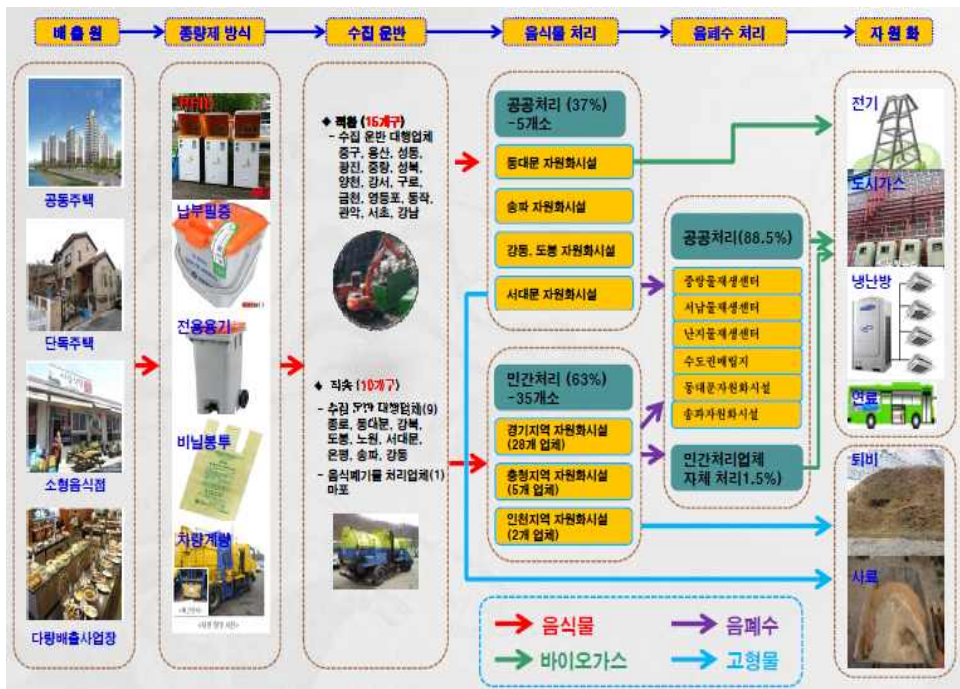 배출원
종량제 방식
수집 운반
음식물 처리
음폐수 처리
자원화
공동주택
단독주택
소형음식점
다량배출사업장
납부필증
전용용기
비닐봉투
차량계량
(15개구)
- 수집 운반 대행업체
중구, 용산, 성동,
광진, 중랑, 성북,
양천, 강서, 구로,
금천, 영등포, 동작,
관악, 서초, 강남
(10개구)
- 수집 운반 대행업체(9)
종로, 동대문, 강북,
도봉, 노원, 서대문,
은평, 송파, 강동
- 음식폐기물 처리업체(1)
마포
공공처리 (37%)
-5개소
동대문 자원화시설
송파 자원화시설
강동, 도봉 자원화시설
서대문 자원화시설
민간처리 (63%)
-35개소
경기지역 자원화시설
(28개 업체)
충청지역 자원화시설
(5개 업체)
인천지역 자원화시설
(2개 업체)
공공처리(88.5%)
중랑물재생센터
서남물재생센터
난지물재생센터
수도권매립지
동대문자원화시설
송파자원화시설
민간처리업체
자체 처리1.5%)
전기
도시가스
냉난방
연료
퇴비
사료
음식물
음폐수
바이오가스
고형물